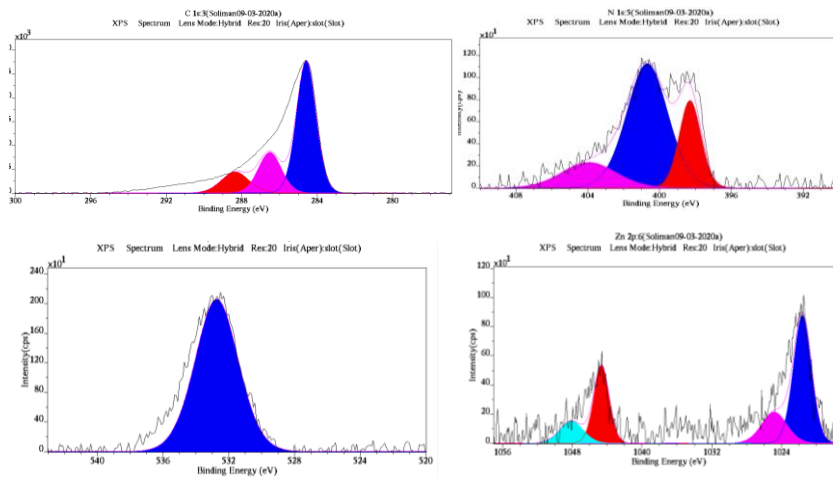 C 1s:3(Soliman09-03-2020a)
XPS Spectrum Lens Mode:Hybrid Res:20 Iris(Aper):slot(Slot)
x10³
300 296 292 288 284 280
Binding Energy (eV)
N 1s:5(Soliman09-03-2020a)
XPS Spectrum Lens Mode:Hybrid Res:20 Iris(Aper):slot(Slot)
x10¹
120
100
80
60
40
20
0
408 404 400 396 392
Binding Energy (eV)
XPS Spectrum Lens Mode:Hybrid Res:20 Iris(Aper):slot(Slot)
x10¹
Intensity(cps)
240
200
160
120
80
40
0
540 536 532 528 524 520
Binding Energy (eV)
Zn 2p:6(Soliman09-03-2020a)
XPS Spectrum Lens Mode:Hybrid Res:20 Iris(Aper):slot(Slot)
x10¹
Intensity(cps)
120
100
80
60
40
20
0
1056 1048 1040 1032 1024
Binding Energy (eV)